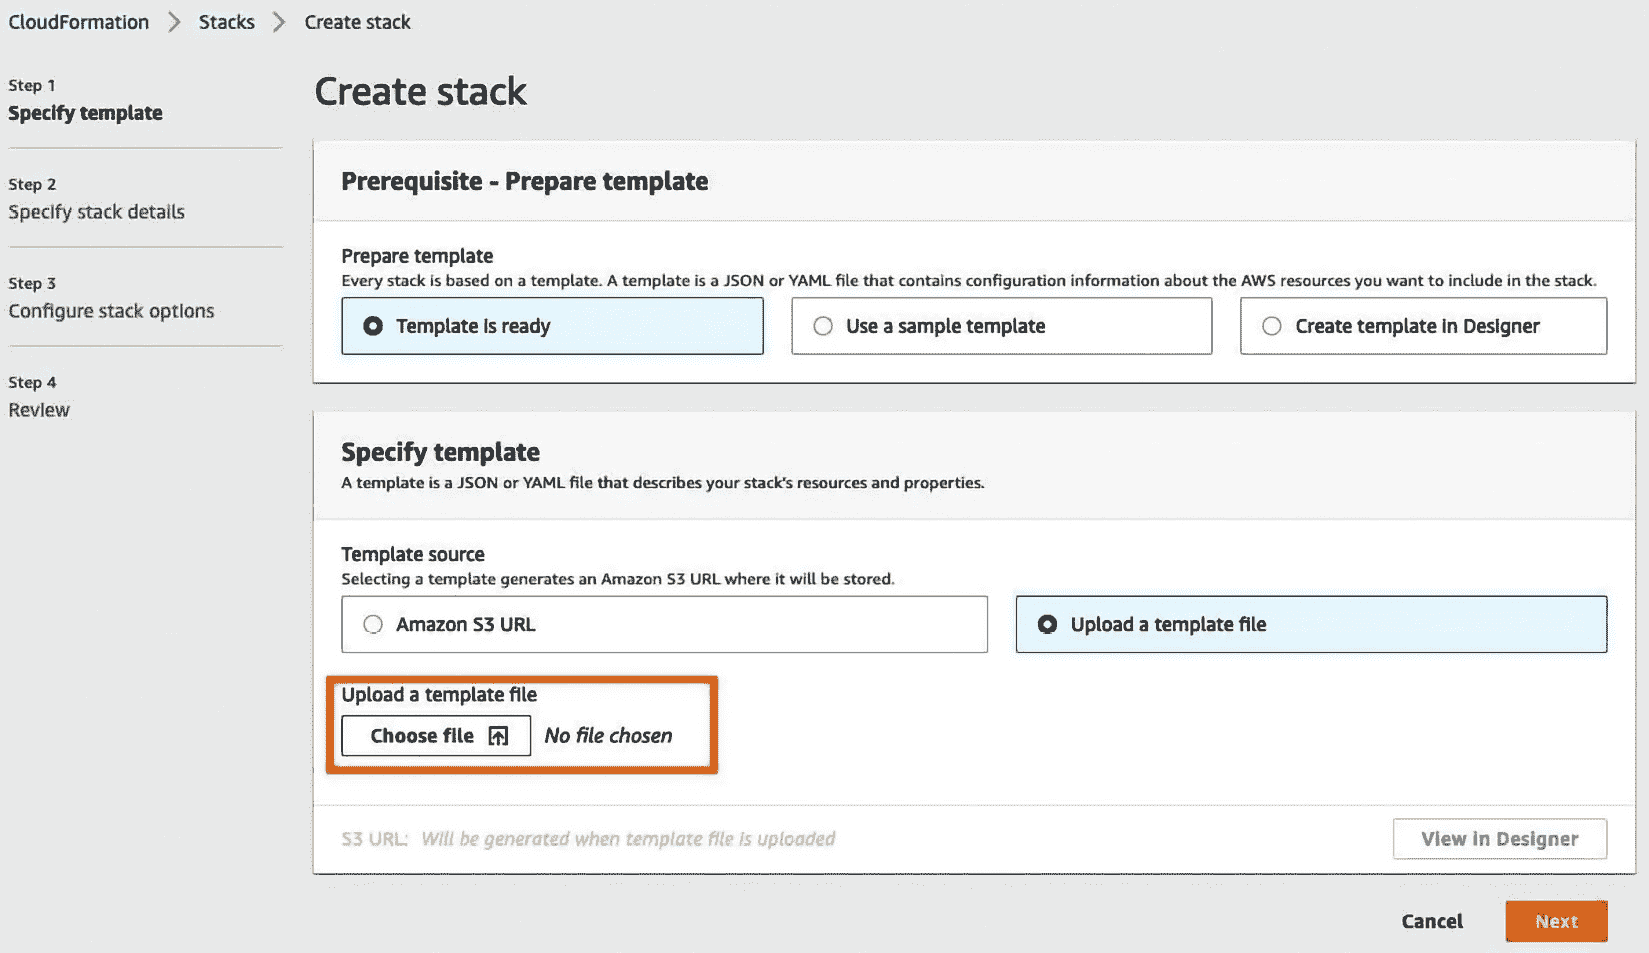 CloudFormation > Stacks > Create stack
Step 1
Specify template
Step 2
Specify stack details
Step 3
Configure stack options
Step 4
Review
Create stack
Prerequisite - Prepare template
Prepare template
Every stack is based on a template. A template is a JSON or YAML file that contains configuration information about the AWS resources you want to include in the stack.
Template is ready
Use a sample template
Create template in Designer
Specify template
A template is a JSON or YAML file that describes your stack's resources and properties.
Template source
Selecting a template generates an Amazon S3 URL where it will be stored.
Amazon S3 URL
Upload a template file
Upload a template file
Choose file No file chosen
S3 URL: Will be generated when template file is uploaded
View in Designer
Cancel
Next